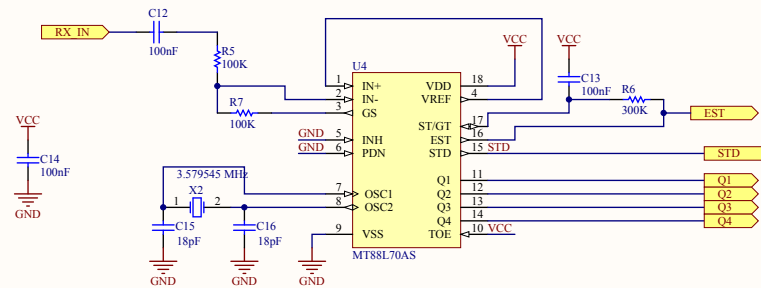 C12
RX_IN
100nF
R5
100K
R7
100K
VCC
C14
100nF
GND
GND
GND
3.579545 MHz
X2
1
2
C15
18pF
C16
18pF
GND
GND
GND
U4
1 IN+
2 IN-
3 GS
5 INH
6 PDN
7 OSC1
8 OSC2
9 VSS
VDD 18
VREF 4
ST/GT 17
EST 16
STD 15 STD
Q1 11
Q2 12
Q3 13
Q4 14
TOE 10 VCC
MT88L70AS
VCC
VCC
C13
100nF
R6
300K
EST
STD
Q1
Q2
Q3
Q4